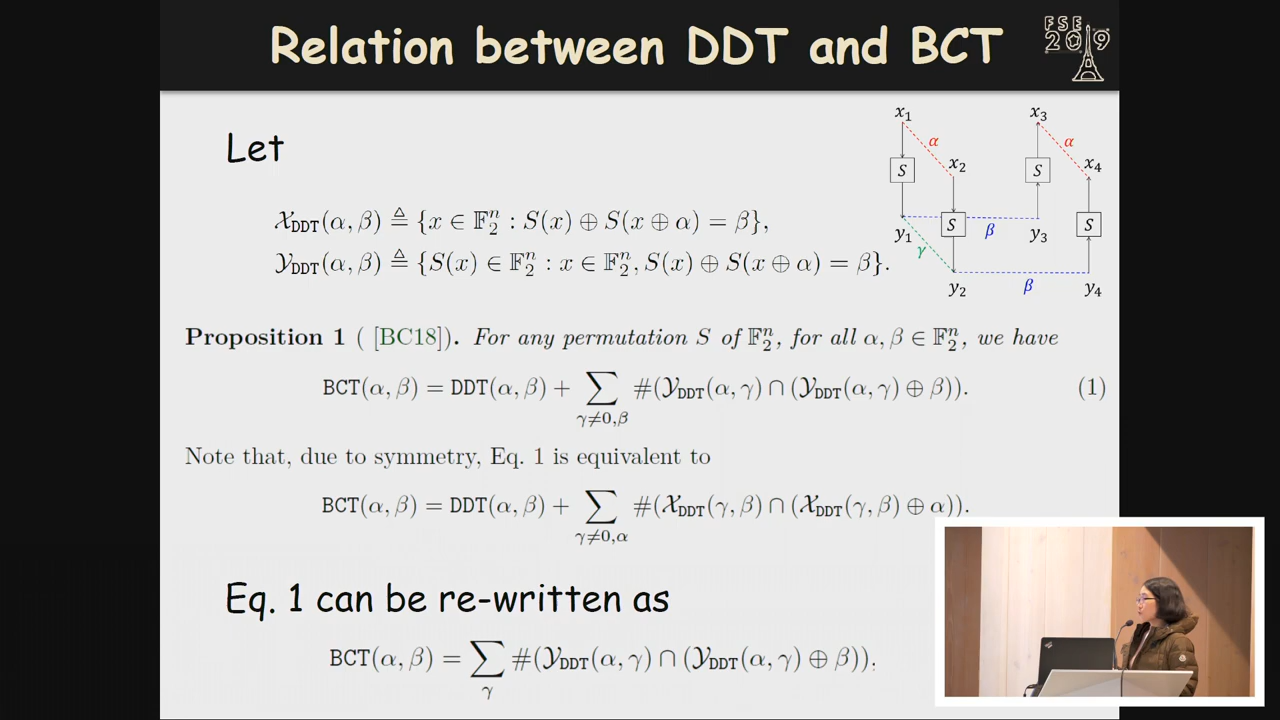 Relation between DDT and BCT
FSE
2019
Let
𝒳_DDT(α, β) ≜ {x ∈ 𝔽₂ⁿ : S(x) ⊕ S(x ⊕ α) = β},
𝒴_DDT(α, β) ≜ {S(x) ∈ 𝔽₂ⁿ : x ∈ 𝔽₂ⁿ, S(x) ⊕ S(x ⊕ α) = β}.
x₁ x₃
α α
x₂ x₄
S S
S S
y₁ β y₃
γ
β
y₂ y₄
Proposition 1 ( [BC18]). For any permutation S of 𝔽₂ⁿ, for all α, β ∈ 𝔽₂ⁿ, we have
BCT(α, β) = DDT(α, β) + ∑_{γ≠0,β} #(𝒴_DDT(α, γ) ∩ (𝒴_DDT(α, γ) ⊕ β)). (1)
Note that, due to symmetry, Eq. 1 is equivalent to
BCT(α, β) = DDT(α, β) + ∑_{γ≠0,α} #(𝒳_DDT(γ, β) ∩ (𝒳_DDT(γ, β) ⊕ α)).
Eq. 1 can be re-written as
BCT(α, β) = ∑_γ #(𝒴_DDT(α, γ) ∩ (𝒴_DDT(α, γ) ⊕ β)).